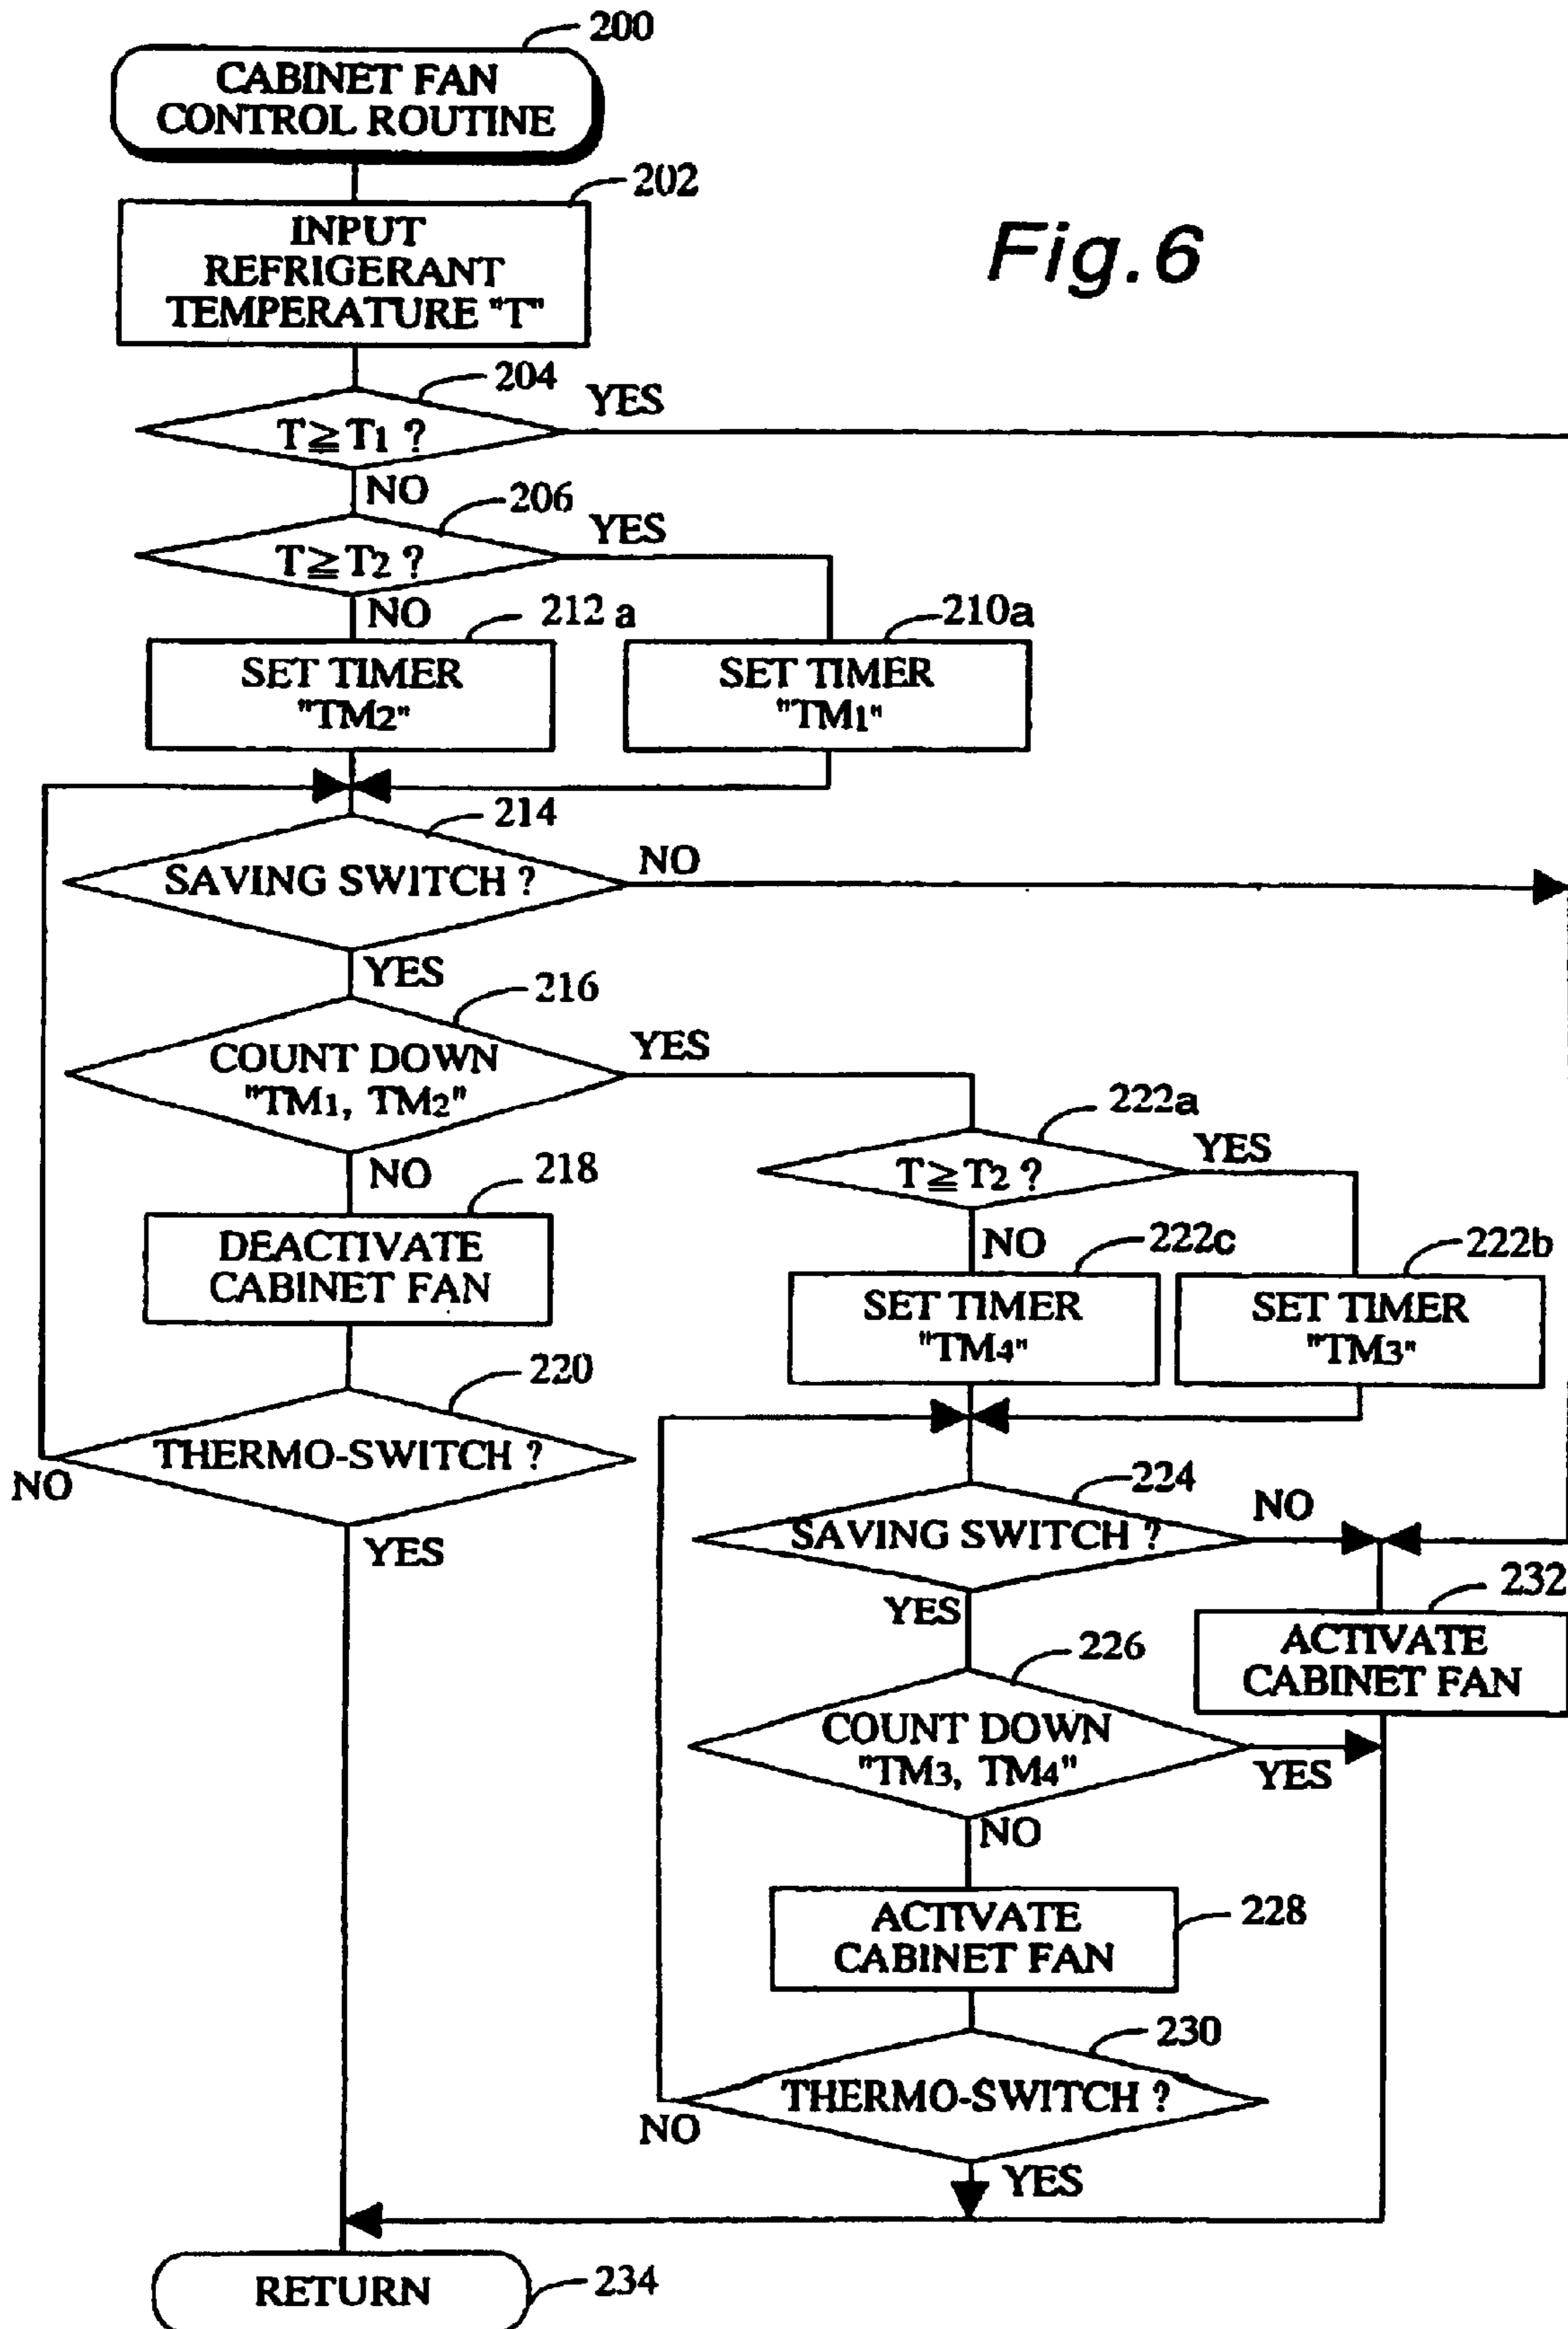 200
CABINET FAN
CONTROL ROUTINE
202
INPUT
REFRIGERANT
TEMPERATURE "T"
Fig.6
204
YES
T≧T1 ?
NO
206
YES
T≧T2 ?
NO
212 a
210a
SET TIMER
"TM2"
SET TIMER
"TM1"
214
NO
SAVING SWITCH ?
YES
216
YES
COUNT DOWN
"TM1, TM2"
222a
YES
T≧T2 ?
NO
218
DEACTIVATE
CABINET FAN
NO
222c
222b
SET TIMER
"TM4"
SET TIMER
"TM3"
220
THERMO-SWITCH ?
NO
YES
224
NO
SAVING SWITCH ?
YES
232
ACTIVATE
CABINET FAN
226
COUNT DOWN
"TM3, TM4"
YES
NO
228
ACTIVATE
CABINET FAN
230
THERMO-SWITCH ?
NO
YES
RETURN
234